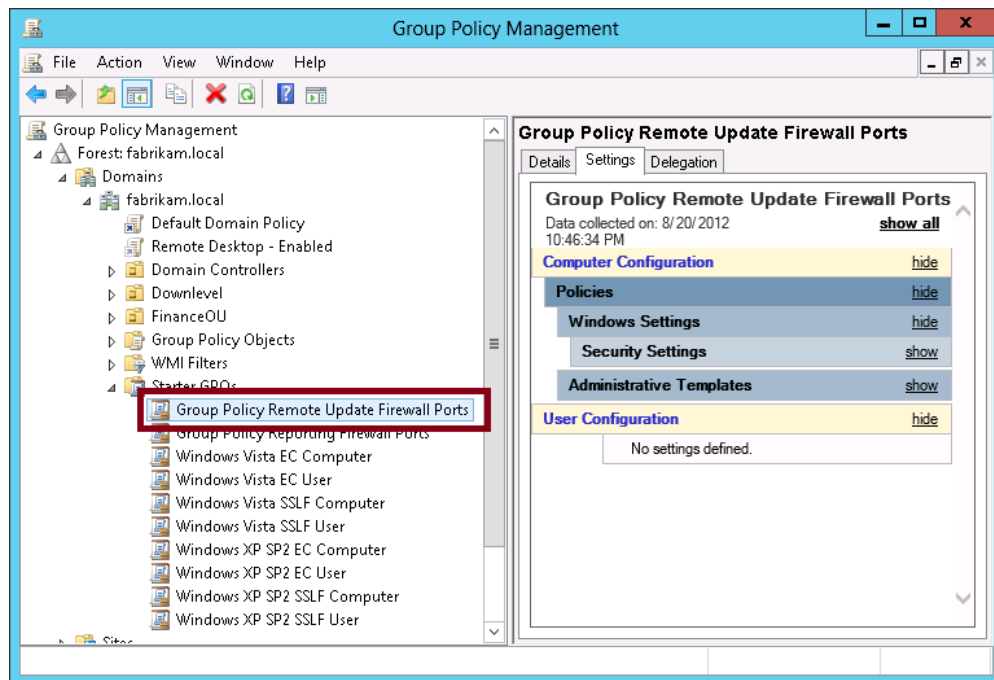 Group Policy Management
File Action View Window Help
Group Policy Management
Forest: fabrikam.local
Domains
fabrikam.local
Default Domain Policy
Remote Desktop - Enabled
Domain Controllers
Downlevel
FinanceOU
Group Policy Objects
WMI Filters
Starter GPOs
Group Policy Remote Update Firewall Ports
Group Policy Reporting Firewall Ports
Windows Vista EC Computer
Windows Vista EC User
Windows Vista SSLF Computer
Windows Vista SSLF User
Windows XP SP2 EC Computer
Windows XP SP2 EC User
Windows XP SP2 SSLF Computer
Windows XP SP2 SSLF User
Sites
Group Policy Remote Update Firewall Ports
Details Settings Delegation
Group Policy Remote Update Firewall Ports
Data collected on: 8/20/2012 show all
10:46:34 PM
Computer Configuration hide
Policies hide
Windows Settings hide
Security Settings show
Administrative Templates show
User Configuration hide
No settings defined.